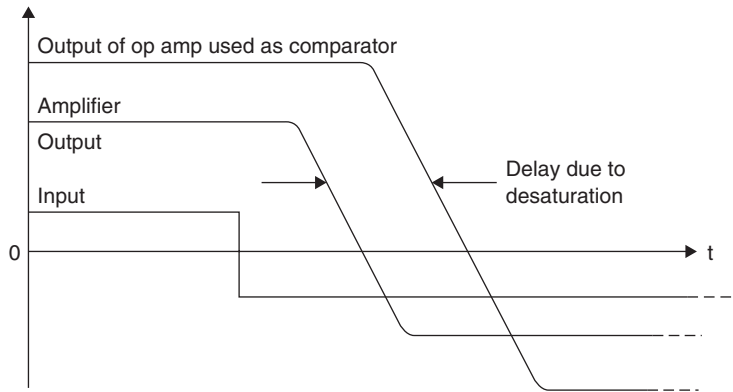 Output of op amp used as comparator
Amplifier
Output
Delay due to
desaturation
Input
0
t